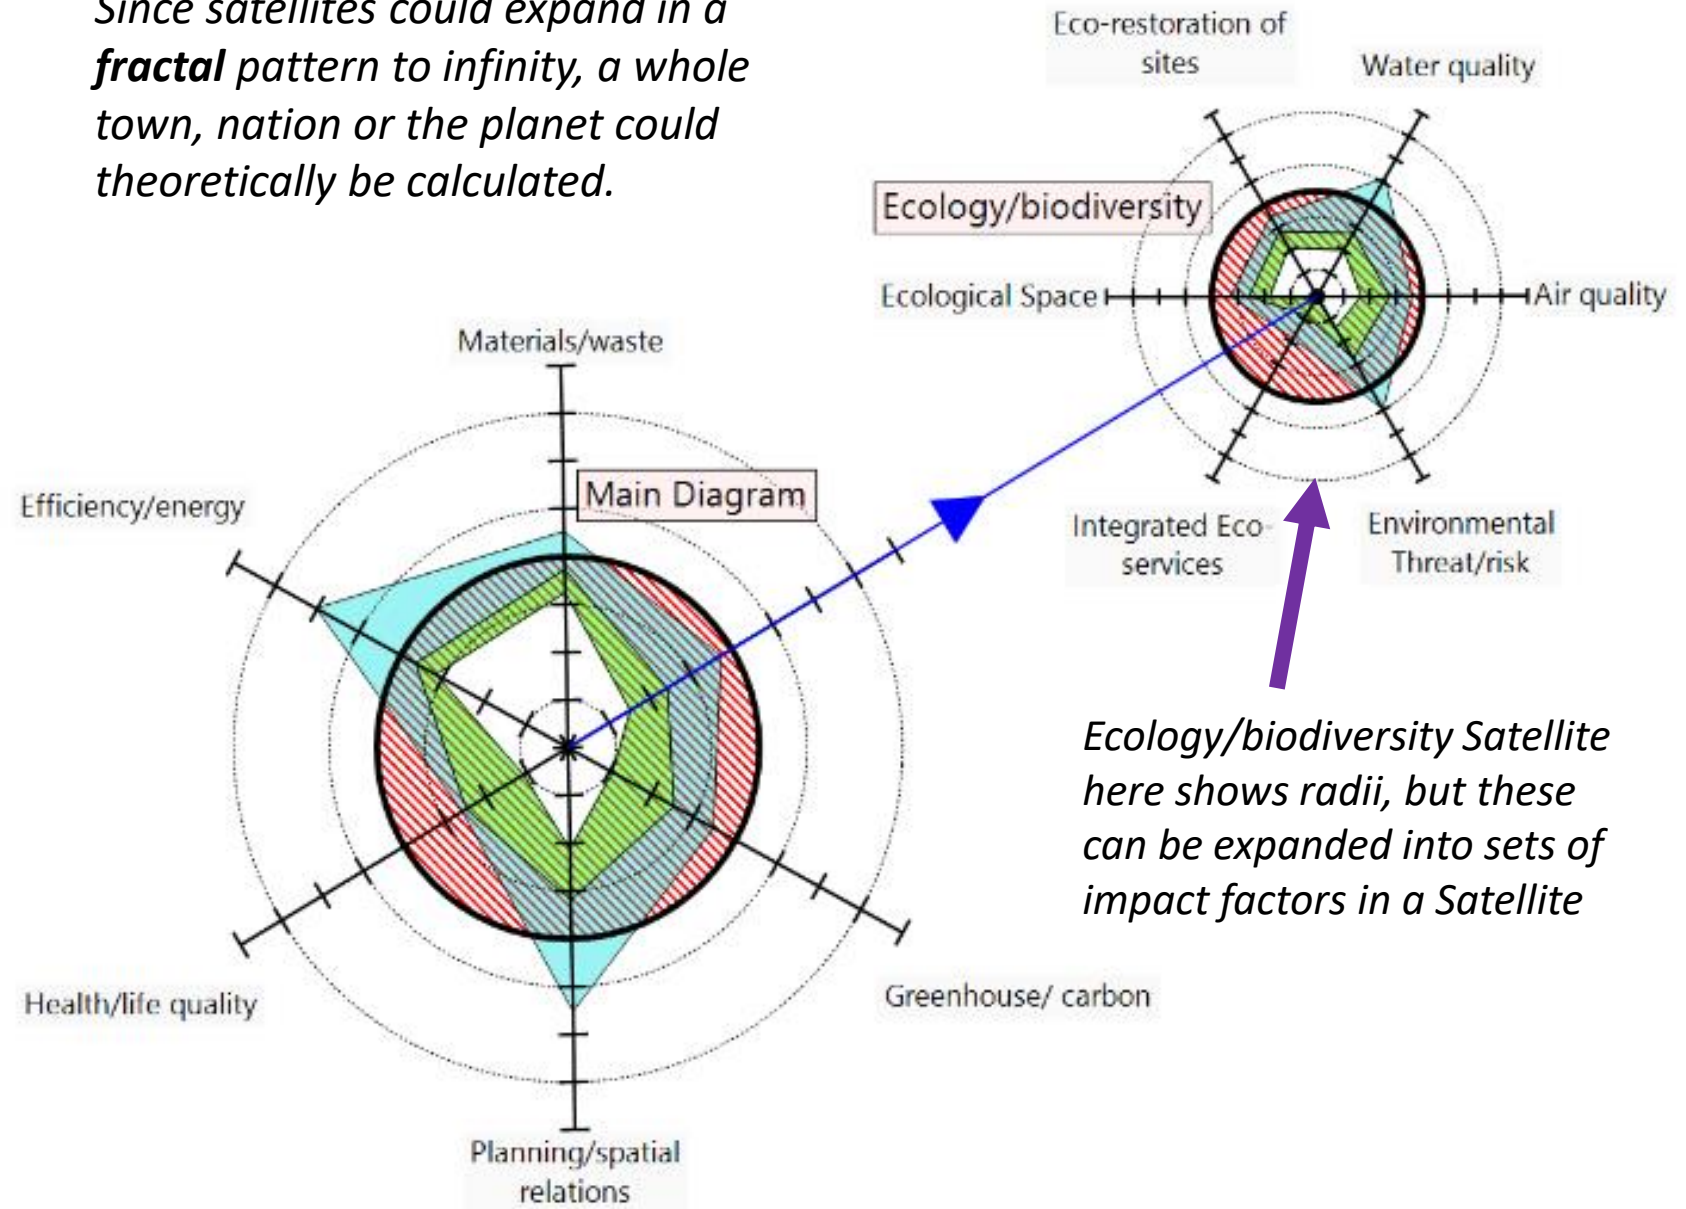 Since satellites could expand in a
fractal pattern to infinity, a whole
town, nation or the planet could
theoretically be calculated.
Eco-restoration of
sites
Water quality
Ecology/biodiversity
Ecological Space
Air quality
Integrated Eco-
services
Environmental
Threat/risk
Materials/waste
Main Diagram
Efficiency/energy
Health/life quality
Greenhouse/ carbon
Planning/spatial
relations
Ecology/biodiversity Satellite
here shows radii, but these
can be expanded into sets of
impact factors in a Satellite